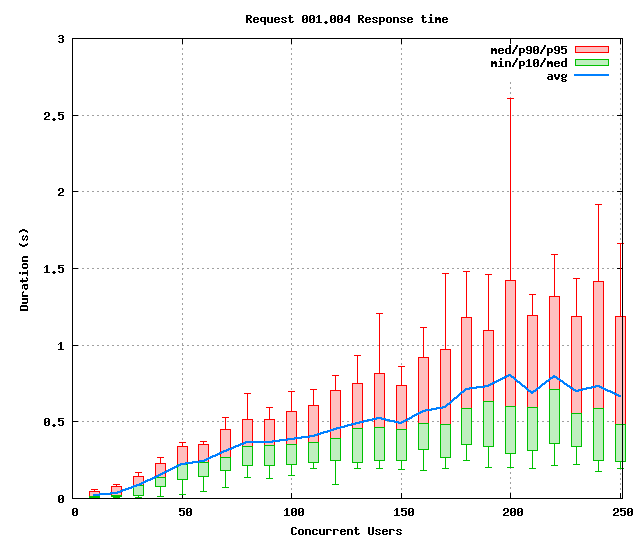 Request 001.004 Response time
med/p90/p95
min/p10/med
avg
3
2.5
2
1.5
1
0.5
0
Duration (s)
0 50 100 150 200 250
Concurrent Users